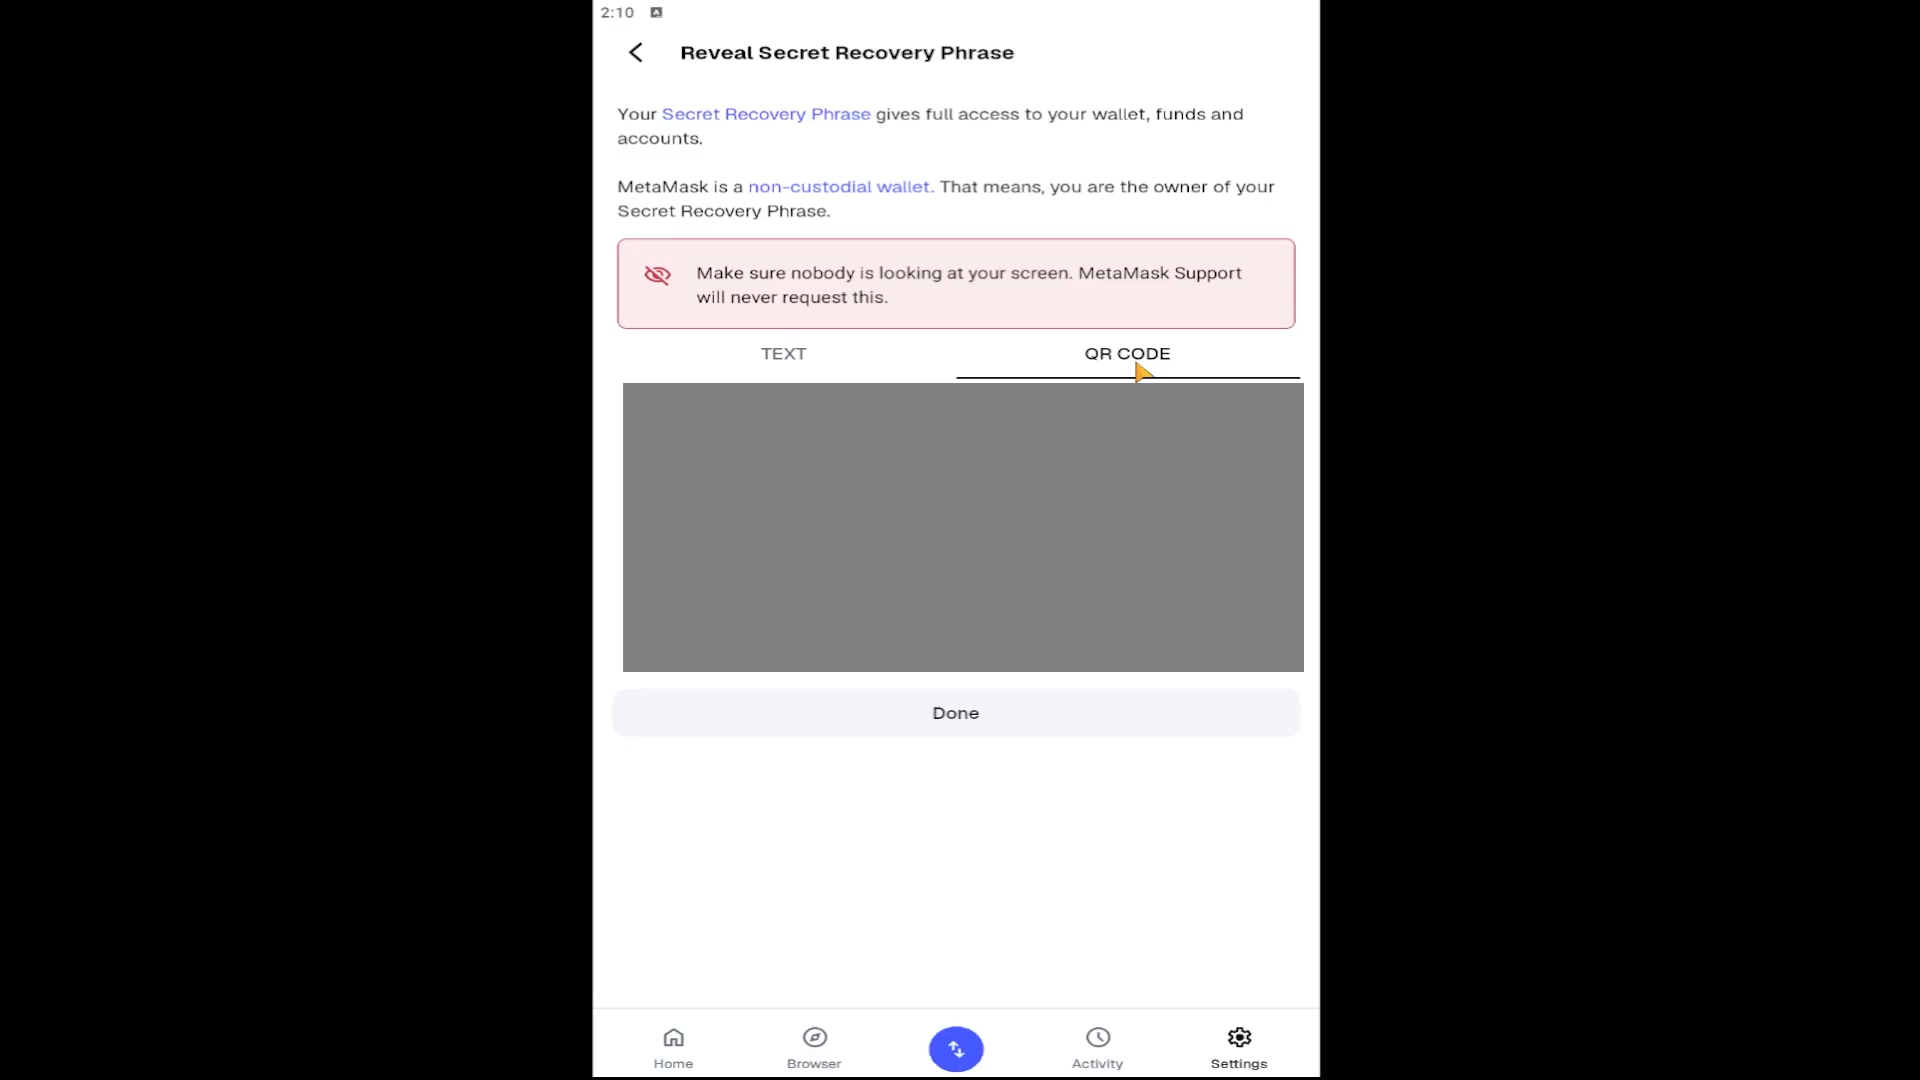 2:10
Reveal Secret Recovery Phrase
Your Secret Recovery Phrase gives full access to your wallet, funds and
accounts.
MetaMask is a non-custodial wallet. That means, you are the owner of your
Secret Recovery Phrase.
Make sure nobody is looking at your screen. MetaMask Support
will never request this.
TEXT
QR CODE
Done
Home
Browser
Activity
Settings